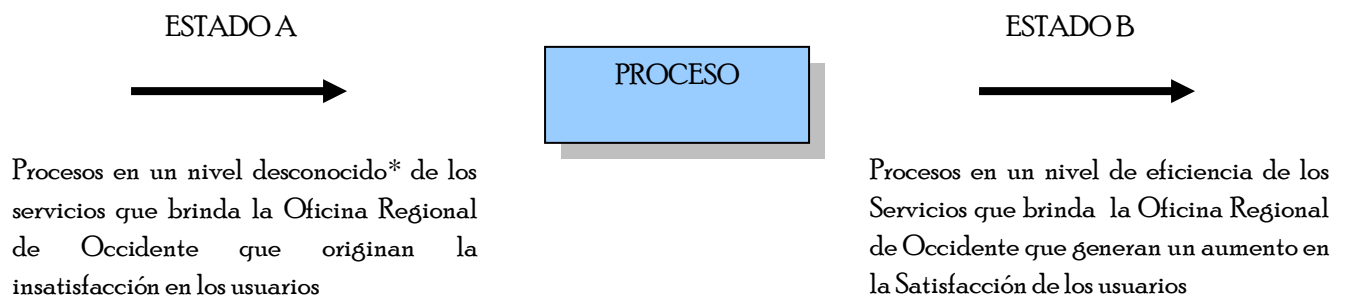 ESTADO A
Procesos en un nivel desconocido* de los
servicios que brinda la Oficina Regional
de Occidente que originan la
insatisfacción en los usuarios
PROCESO
ESTADO B
Procesos en un nivel de eficiencia de los
Servicios que brinda la Oficina Regional
de Occidente que generan un aumento en
la Satisfacción de los usuarios